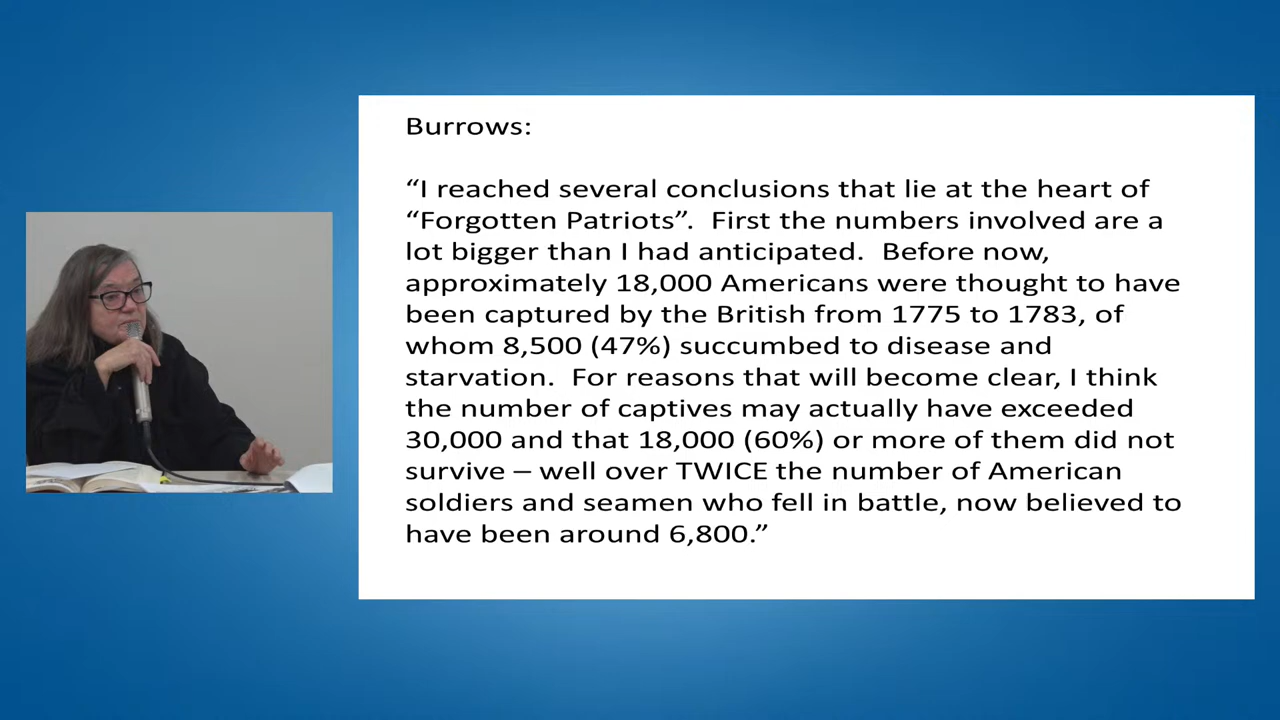 Burrows:
“I reached several conclusions that lie at the heart of
“Forgotten Patriots”.  First the numbers involved are a
lot bigger than I had anticipated.  Before now,
approximately 18,000 Americans were thought to have
been captured by the British from 1775 to 1783, of
whom 8,500 (47%) succumbed to disease and
starvation.  For reasons that will become clear, I think
the number of captives may actually have exceeded
30,000 and that 18,000 (60%) or more of them did not
survive – well over TWICE the number of American
soldiers and seamen who fell in battle, now believed to
have been around 6,800.”